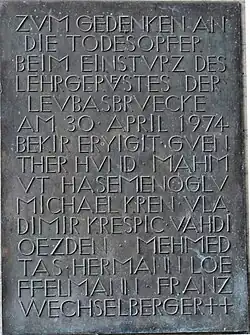 ZVM GEDENKEN AN
DIE TODESOPFER
BEIM EINSTVRZ DES
LEHRGERVSTES DER
LEVBASBRVECKE
AM 30. APRIL 1974
BEKIR ERYIGIT · GVEN
THER HVND · MAHM
VT HASEMENOGLV
MICHAEL KREN · VLA
DIMIR KRESPIC · VAHDI
OEZDEN · MEHMED
TAS · HERMANN LOE
FFELMANN · FRANZ
WECHSELBERGER ++